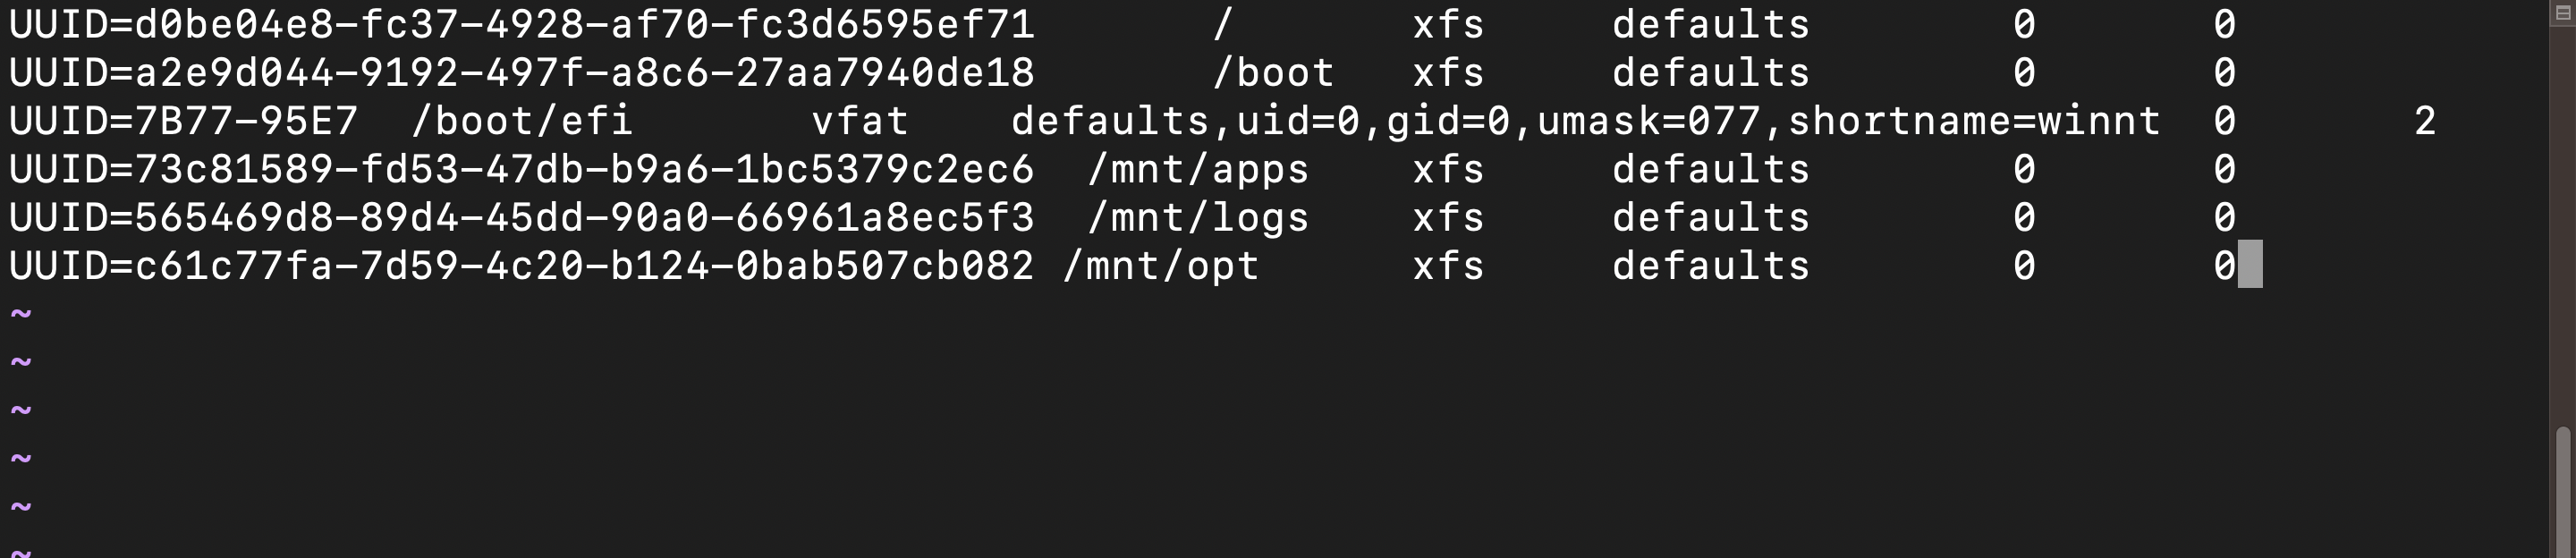 UUID=d0be04e8-fc37-4928-af70-fc3d6595ef71 / xfs defaults 0 0
UUID=a2e9d044-9192-497f-a8c6-27aa7940de18 /boot xfs defaults 0 0
UUID=7B77-95E7 /boot/efi vfat defaults,uid=0,gid=0,umask=077,shortname=winnt 0 2
UUID=73c81589-fd53-47db-b9a6-1bc5379c2ec6 /mnt/apps xfs defaults 0 0
UUID=565469d8-89d4-45dd-90a0-66961a8ec5f3 /mnt/logs xfs defaults 0 0
UUID=c61c77fa-7d59-4c20-b124-0bab507cb082 /mnt/opt xfs defaults 0 0
~
~
~
~
~
~